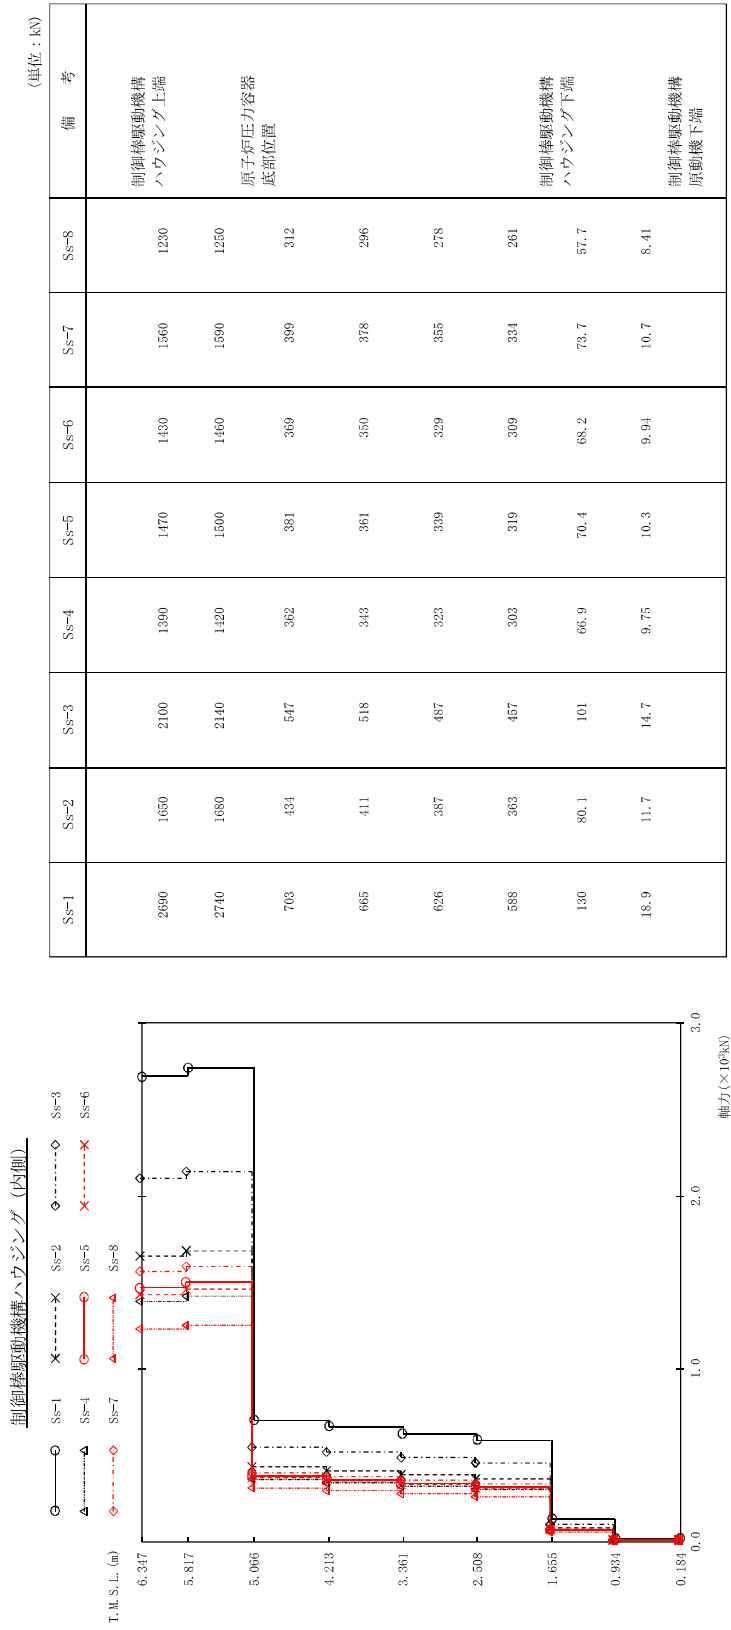 制御棒駆動機構ハウジング（内側）
Ss-1 Ss-2 Ss-3
Ss-4 Ss-5 Ss-6
Ss-7 Ss-8
T.M.S.L.(m)
6.347
5.817
5.066
4.213
3.361
2.508
1.655
0.934
0.184
0.0 1.0 2.0 3.0
軸力(×10³kN)
(単位：kN)
Ss-1 Ss-2 Ss-3 Ss-4 Ss-5 Ss-6 Ss-7 Ss-8 備 考
2690 1650 2100 1390 1470 1430 1560 1230 制御棒駆動機構
ハウジング上端
2740 1680 2140 1420 1500 1460 1590 1250
703 434 547 362 381 369 399 312 原子炉圧力容器
底部位置
665 411 518 343 361 350 378 296
626 387 487 323 339 329 355 278
588 363 457 303 319 309 334 261
130 80.1 101 66.9 70.4 68.2 73.7 57.7 制御棒駆動機構
ハウジング下端
18.9 11.7 14.7 9.75 10.3 9.94 10.7 8.41 制御棒駆動機構
原動機下端